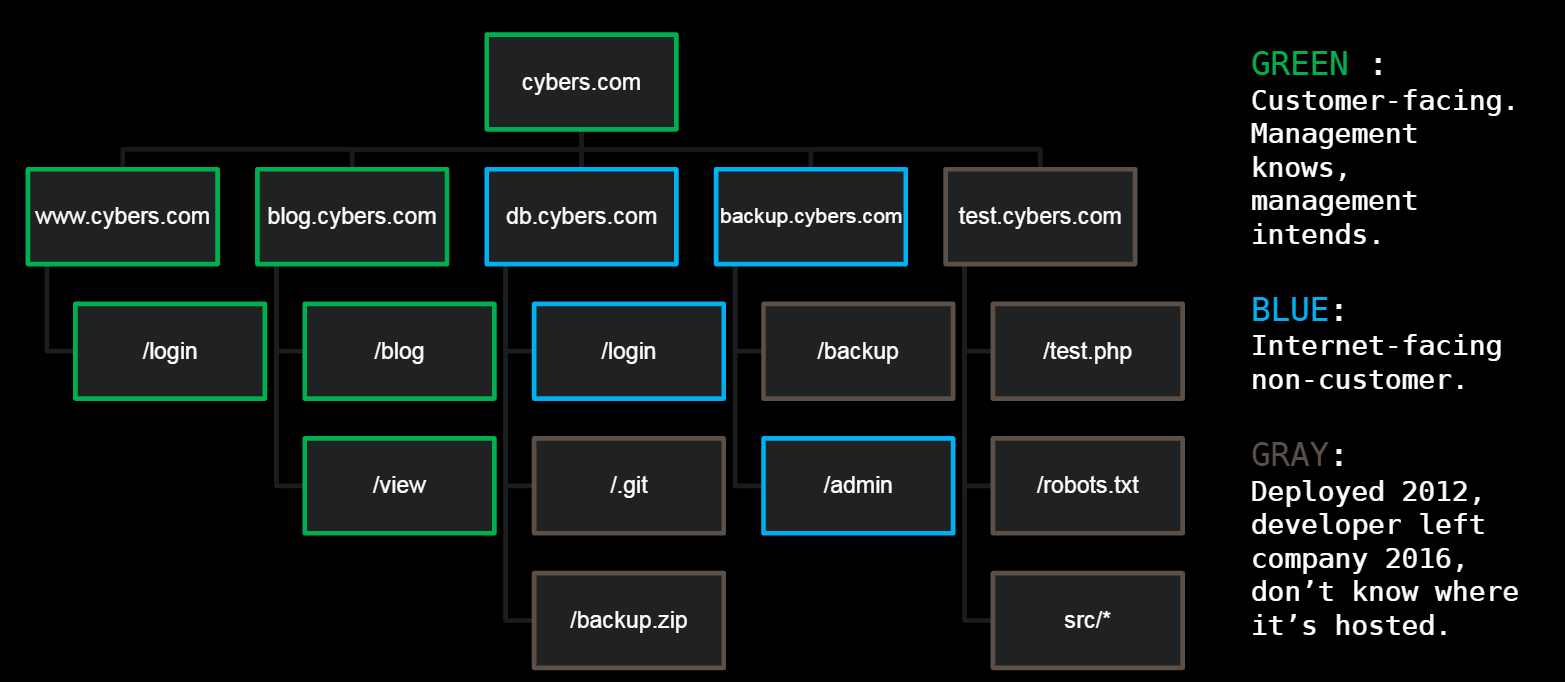 cybers.com
www.cybers.com
blog.cybers.com
db.cybers.com
backup.cybers.com
test.cybers.com
/login
/blog
/login
/backup
/test.php
/view
/.git
/admin
/robots.txt
/backup.zip
src/*
GREEN :
Customer-facing.
Management
knows,
management
intends.
BLUE:
Internet-facing
non-customer.
GRAY:
Deployed 2012,
developer left
company 2016,
don’t know where
it’s hosted.